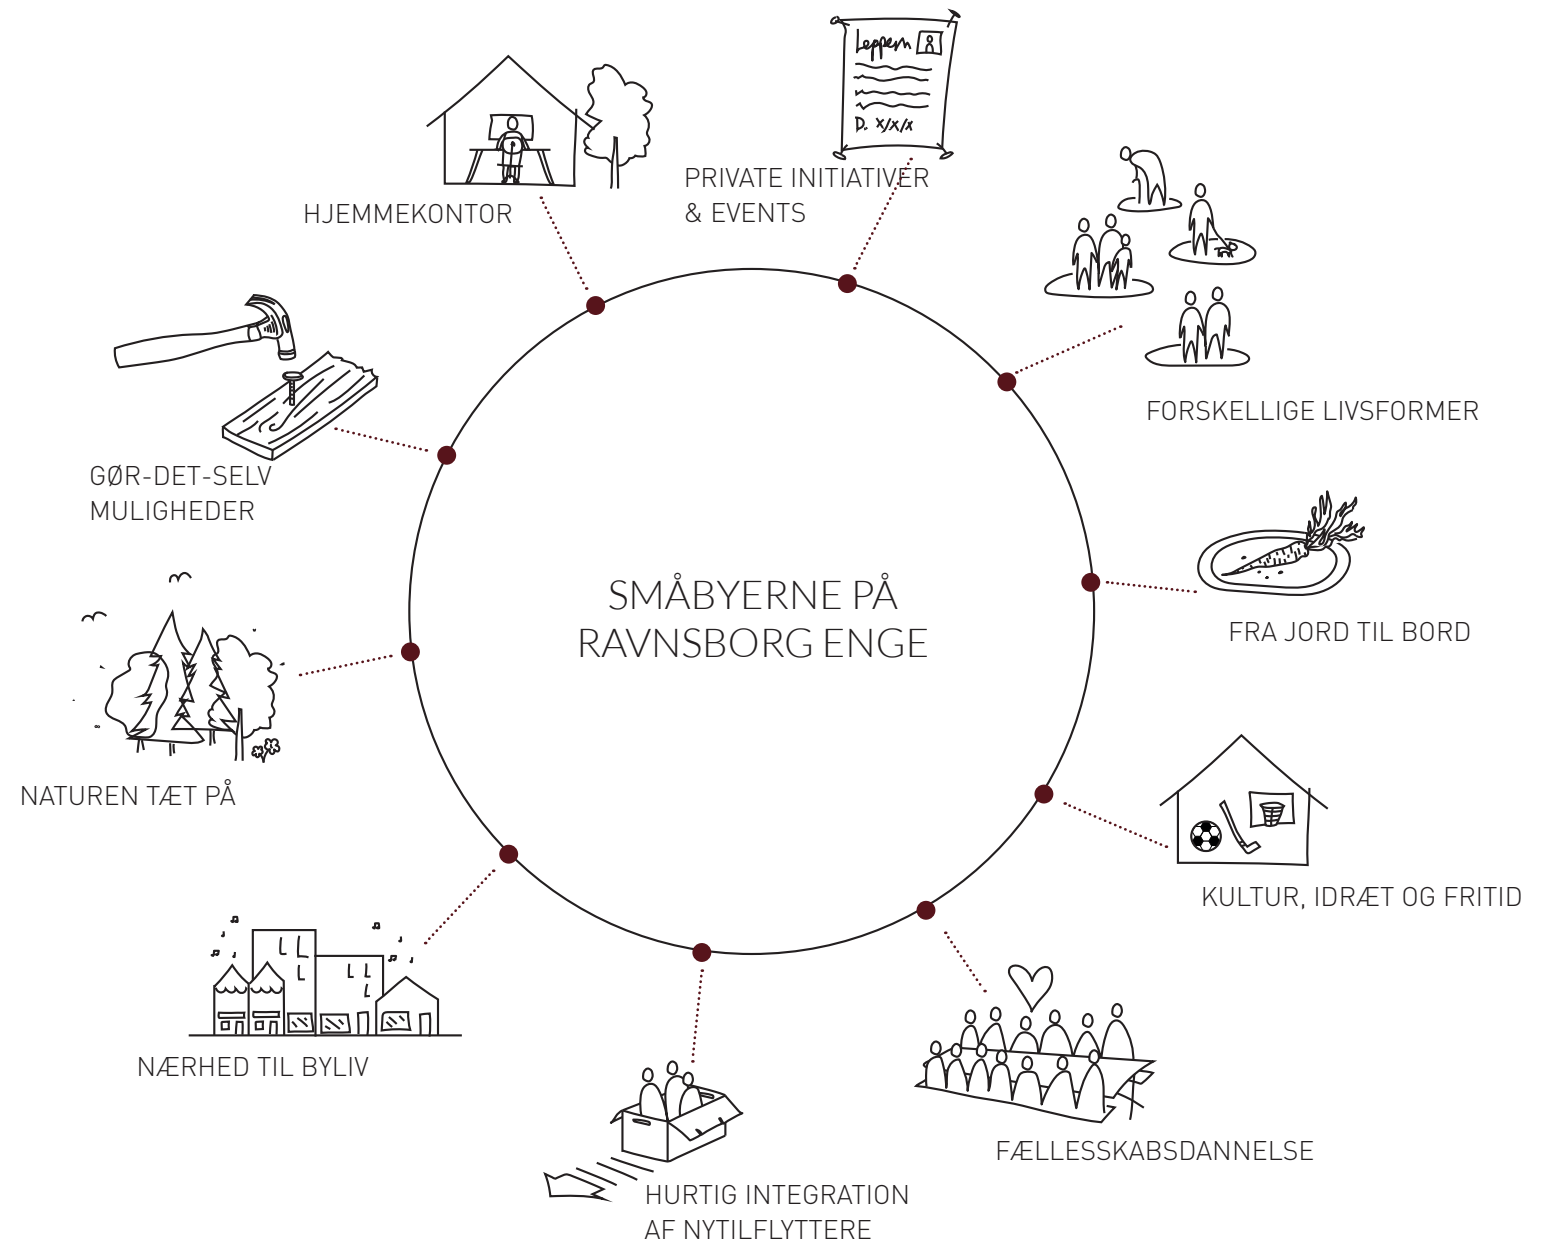 Leppern
D. x/x/x
PRIVATE INITIATIVER
& EVENTS
HJEMMEKONTOR
FORSKELLIGE LIVSFORMER
GØR-DET-SELV
MULIGHEDER
SMÅBYERNE PÅ
RAVNSBORG ENGE
FRA JORD TIL BORD
NATUREN TÆT PÅ
KULTUR, IDRÆT OG FRITID
NÆRHED TIL BYLIV
FÆLLESSKABSDANNELSE
HURTIG INTEGRATION
AF NYTILFLYTTERE